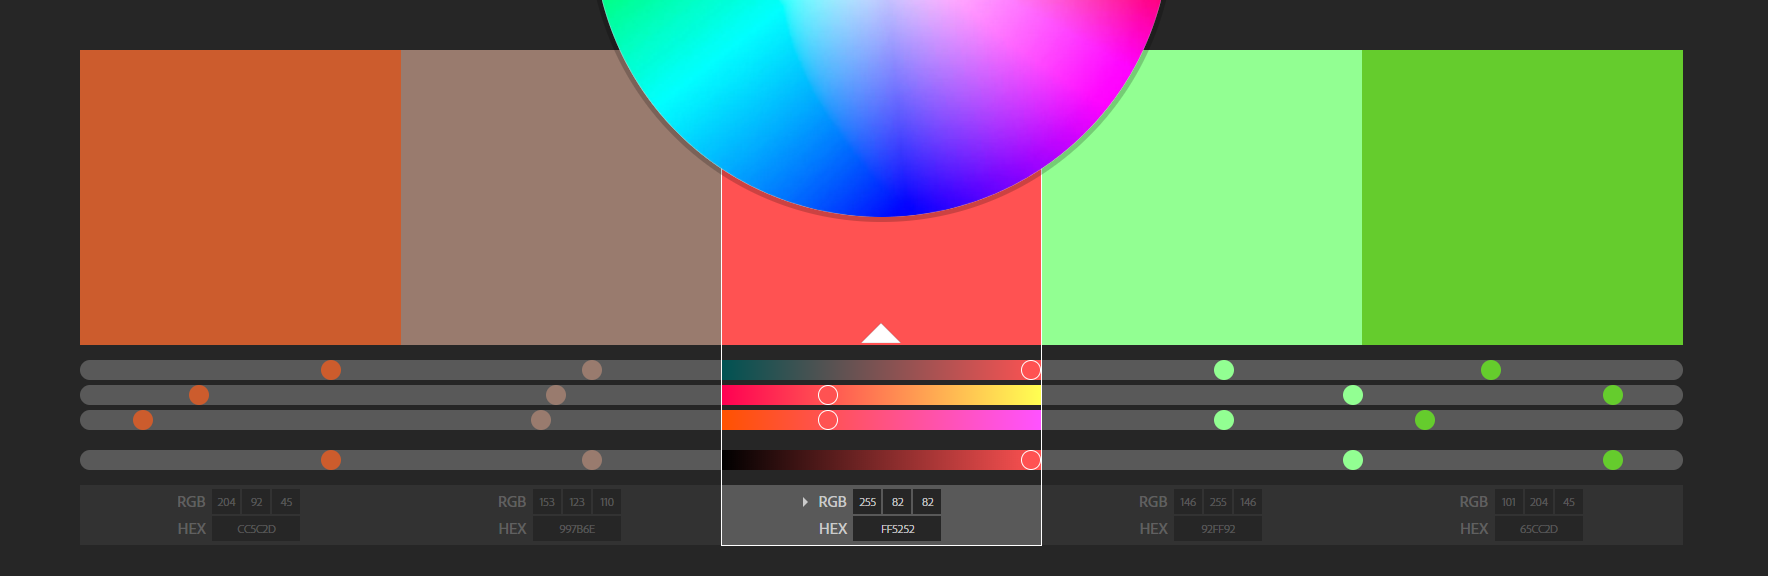 RGB 204 92 45
HEX CC5C2D
RGB 153 123 110
HEX 997B6E
RGB 255 82 82
HEX FF5252
RGB 146 255 146
HEX 92FF92
RGB 101 204 45
HEX 65CC2D